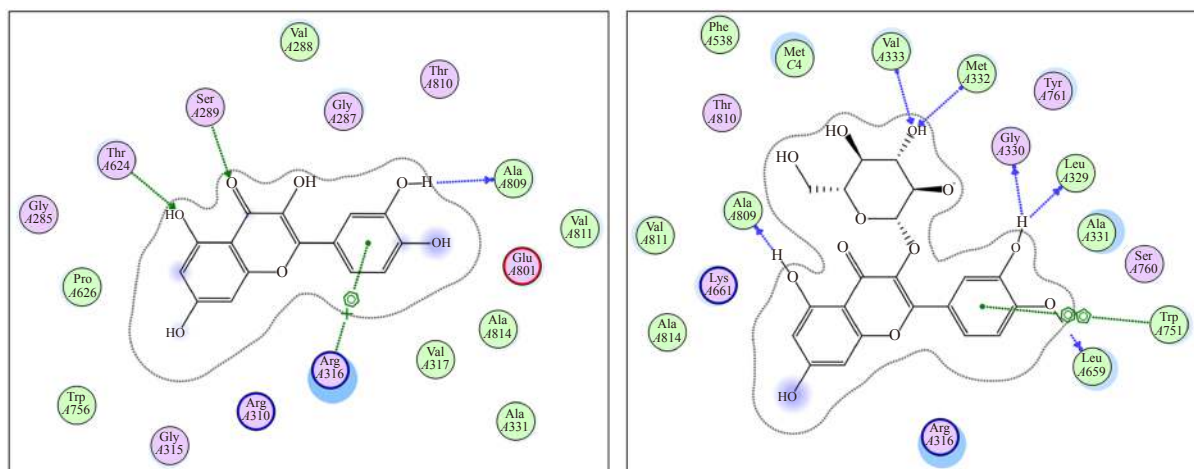 Val
A288
Thr
A810
Ser
A289
Gly
A287
Thr
A624
Ala
A809
O
OH
O
H
HO
Gly
A285
Val
A811
OH
O
Glu
A801
Pro
A626
HO
Ala
A814
Val
A317
Arg
A316
Trp
A756
Arg
A310
Ala
A331
Gly
A315
Phe
A538
Met
C4
Val
A333
Met
A332
Tyr
A761
Thr
A810
HO
OH
Gly
A330
Leu
A329
HO
O
O
Ala
A809
Val
A811
H
O
H
Ala
A331
O
O
O
Ser
A760
Lys
A661
O
O
Trp
A751
Ala
A814
Leu
A659
HO
Arg
A316